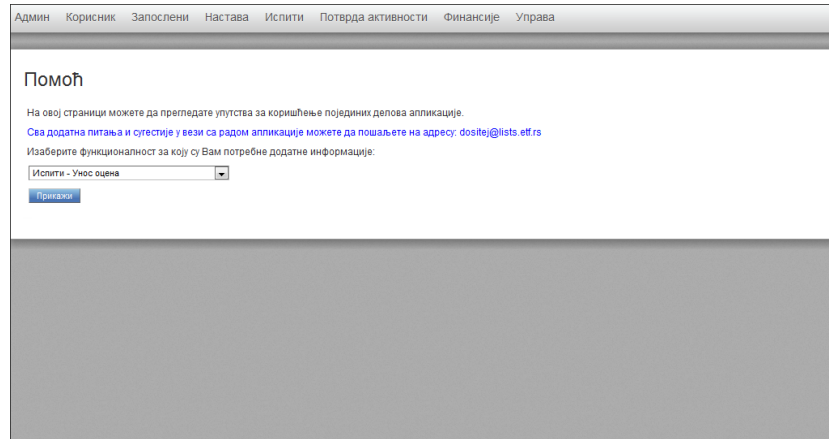 Админ Корисник Запослени Настава Испити Потврда активности Финансије Управа
Помоћ
На овој страници можете да прегледате упутства за коришћење појединих делова апликације.
Сва додатна питања и сугестије у вези са радом апликације можете да пошаљете на адресу: dositej@lists.etf.rs
Изаберите функционалност за коју су Вам потребне додатне информације:
Испити - Унос оцена
Прикажи